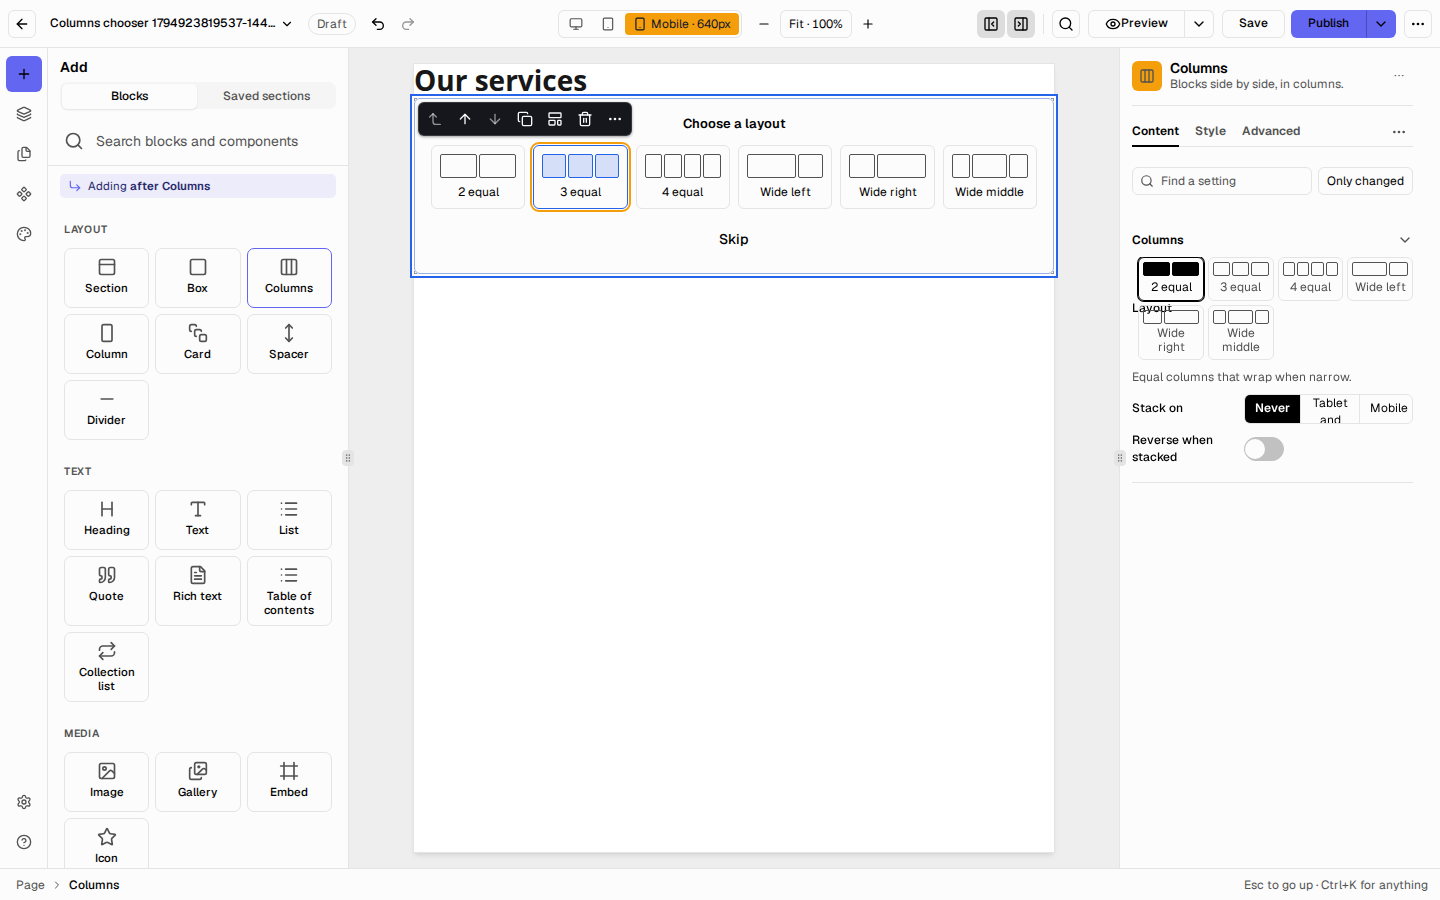 Columns chooser 1794923819537-144...
Draft
Mobile · 640px
Fit · 100%
Preview
Save
Publish
Add
Blocks
Saved sections
Search blocks and components
Adding after Columns
LAYOUT
Section
Box
Columns
Column
Card
Spacer
Divider
TEXT
Heading
Text
List
Quote
Rich text
Table of
contents
Collection
list
MEDIA
Image
Gallery
Embed
Icon
Our services
Choose a layout
2 equal
3 equal
4 equal
Wide left
Wide right
Wide middle
Skip
Columns
Blocks side by side, in columns.
Content
Style
Advanced
Find a setting
Only changed
Columns
Layout
2 equal
3 equal
4 equal
Wide left
Wide
right
Wide
middle
Equal columns that wrap when narrow.
Stack on
Never
Tablet
and
Mobile
Reverse when
stacked
Page
Columns
Esc to go up · Ctrl+K for anything